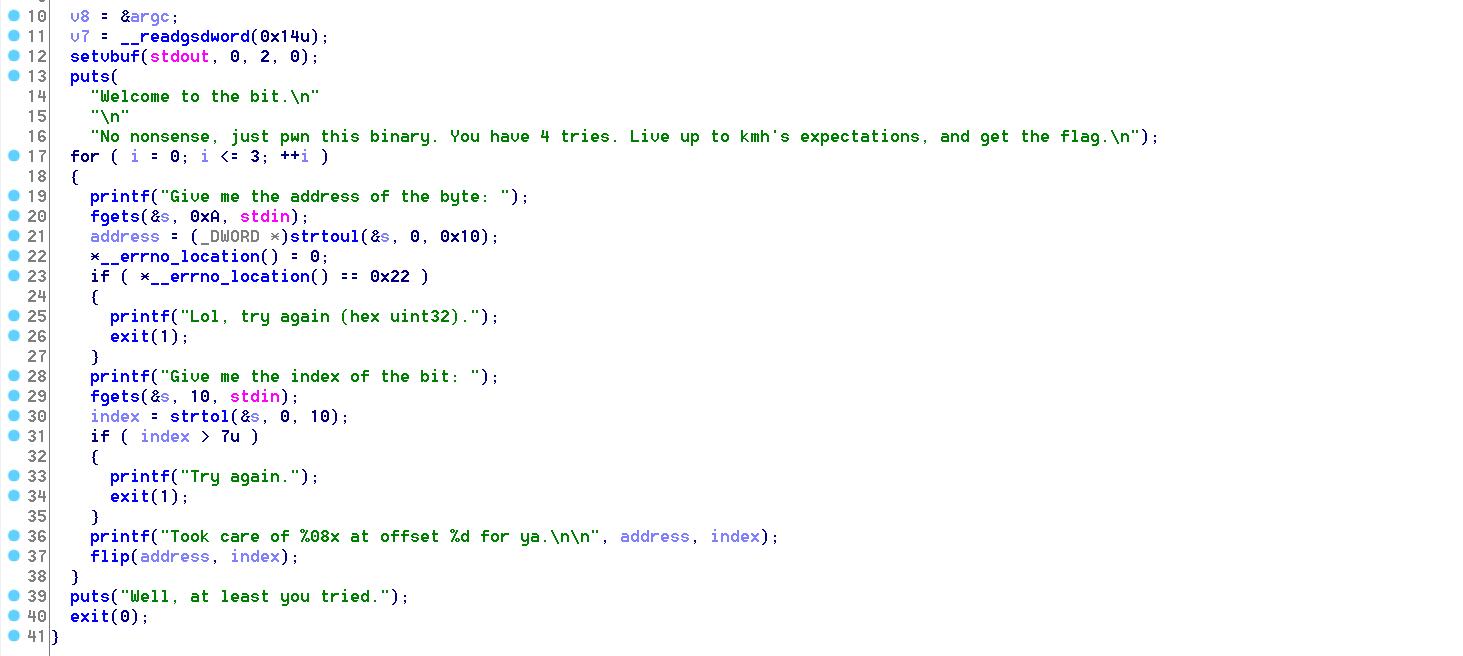 10 v8 = &argc;
11 v7 = __readgsdword(0x14u);
12 setvbuf(stdout, 0, 2, 0);
13 puts(
14 "Welcome to the bit.\n"
15 "\n"
16 "No nonsense, just pwn this binary. You have 4 tries. Live up to kmh's expectations, and get the flag.\n");
17 for ( i = 0; i <= 3; ++i )
18 {
19 printf("Give me the address of the byte: ");
20 fgets(&s, 0xA, stdin);
21 address = (_DWORD *)strtoul(&s, 0, 0x10);
22 *__errno_location() = 0;
23 if ( *__errno_location() == 0x22 )
24 {
25 printf("Lol, try again (hex uint32).");
26 exit(1);
27 }
28 printf("Give me the index of the bit: ");
29 fgets(&s, 10, stdin);
30 index = strtol(&s, 0, 10);
31 if ( index > 7u )
32 {
33 printf("Try again.");
34 exit(1);
35 }
36 printf("Took care of %08x at offset %d for ya.\n\n", address, index);
37 flip(address, index);
38 }
39 puts("Well, at least you tried.");
40 exit(0);
41 }